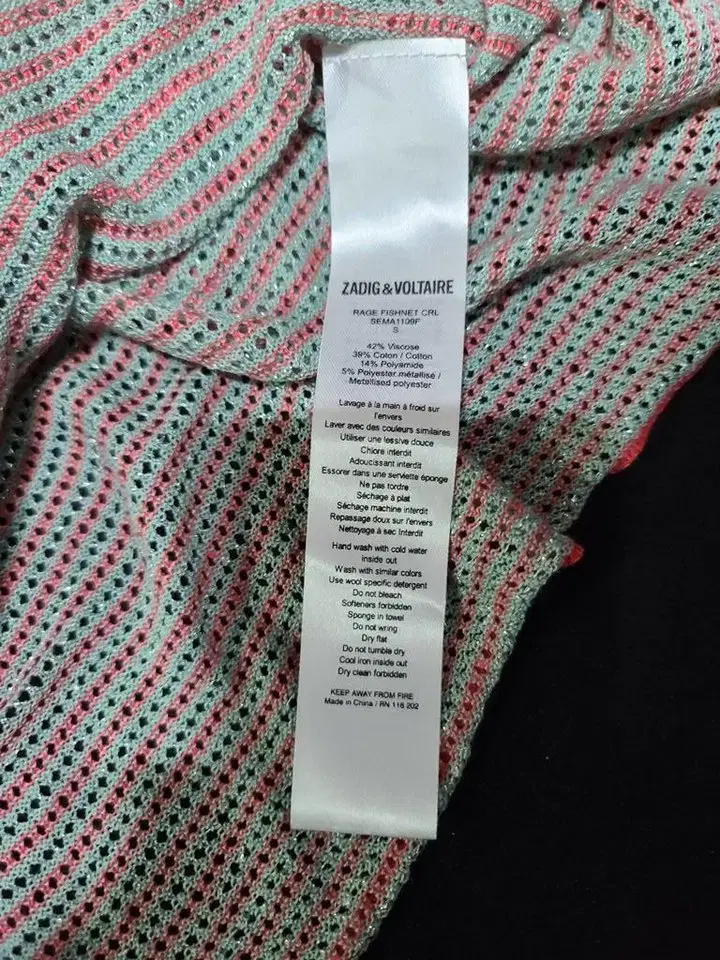 ZADIG & VOLTAIRE
RAGE FISHNET CRL
SEMA1109F
S
42% Viscose
39% Coton / Cotton
14% Polyamide
5% Polyester métallisé /
Metallised polyester
Lavage à la main à froid sur
l'envers
Laver avec des couleurs similaires
Utiliser une lessive douce
Chlore interdit
Adoucissant interdit
Essorer dans une serviette éponge
Ne pas tordre
Séchage à plat
Séchage machine interdit
Repassage doux sur l'envers
Nettoyage à sec Interdit
Hand wash with cold water
inside out
Wash with similar colors
Use wool specific detergent
Do not bleach
Softeners forbidden
Sponge in towel
Do not wring
Dry flat
Do not tumble dry
Cool iron inside out
Dry clean forbidden
KEEP AWAY FROM FIRE
Made in China / RN 116 202